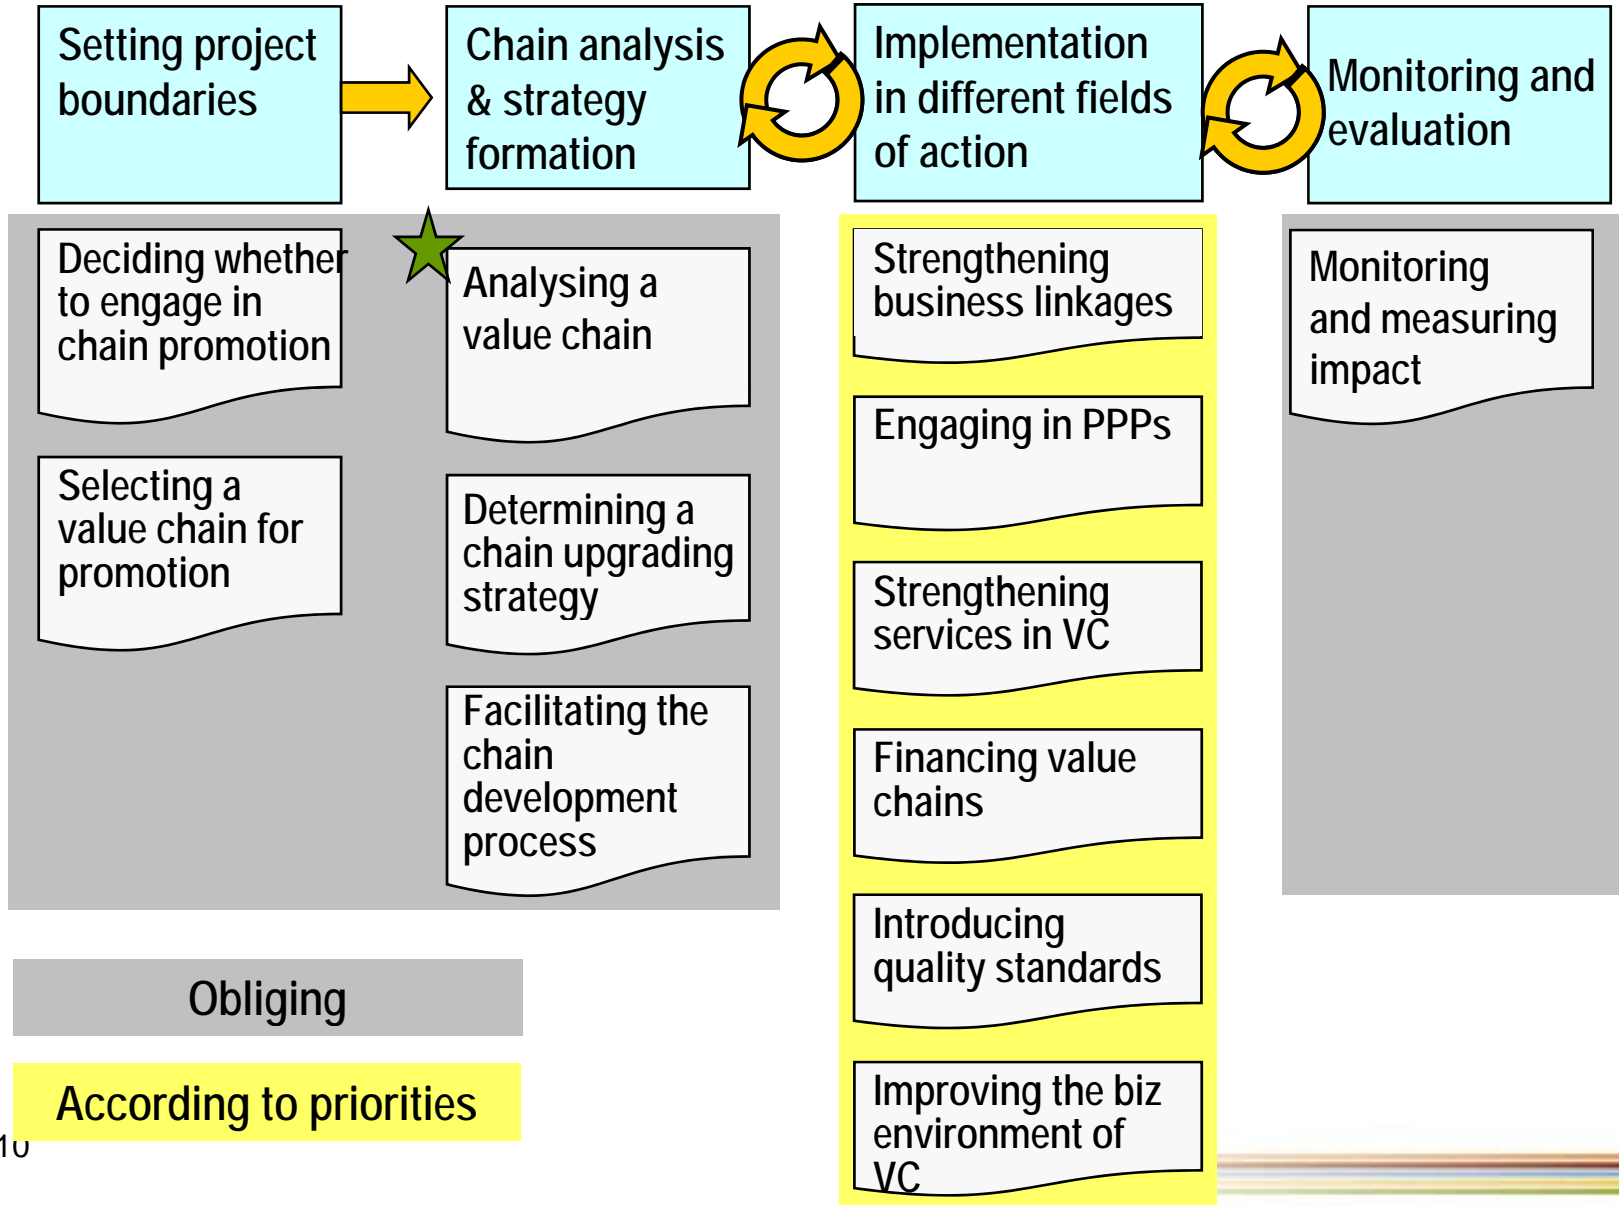 Setting project
boundaries
Chain analysis
& strategy
formation
Implementation
in different fields
of action
Monitoring and
evaluation
Deciding whether
to engage in
chain promotion
Selecting a
value chain for
promotion
Analysing a
value chain
Determining a
chain upgrading
strategy
Facilitating the
chain
development
process
Strengthening
business linkages
Engaging in PPPs
Strengthening
services in VC
Financing value
chains
Introducing
quality standards
Improving the biz
environment of
VC
Monitoring
and measuring
impact
Obliging
According to priorities
10